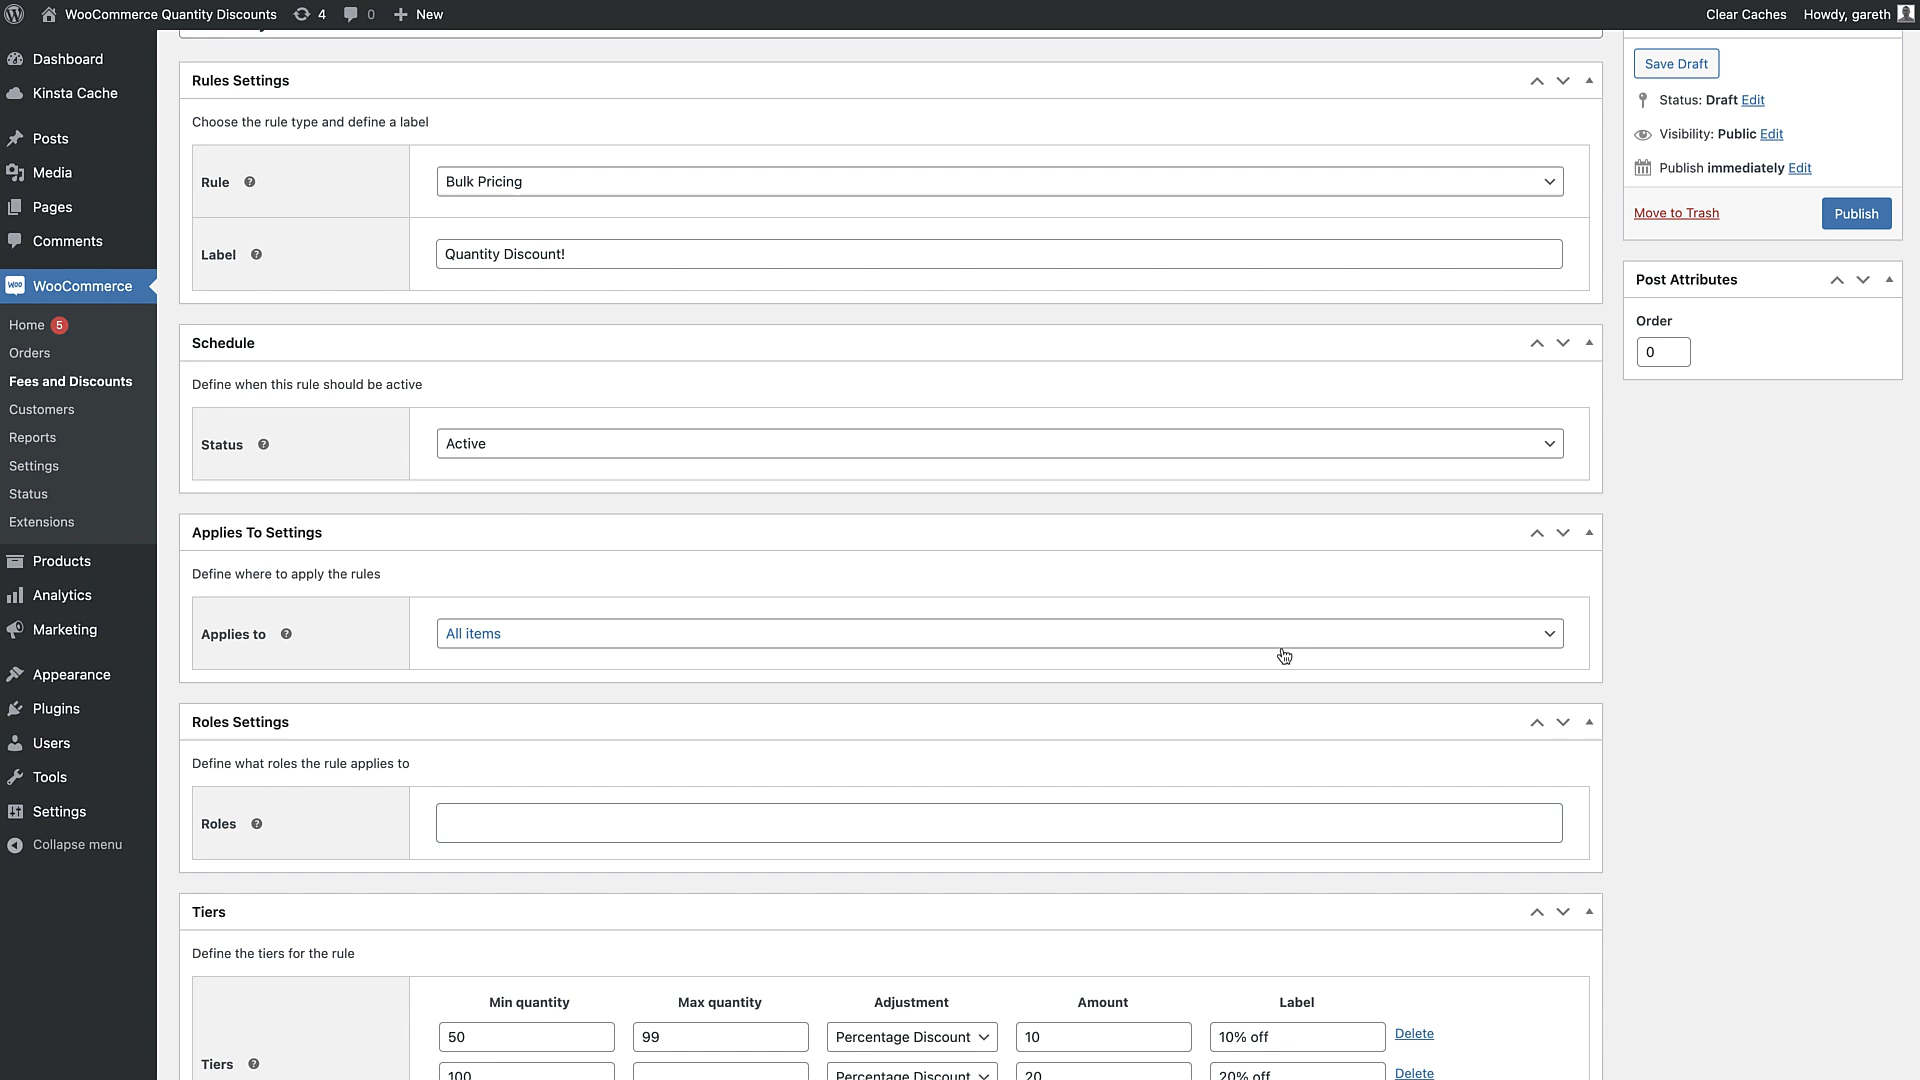 WooCommerce Quantity Discounts 4 0 New Clear Caches Howdy, gareth
Dashboard
Kinsta Cache
Posts
Media
Pages
Comments
WOO WooCommerce
Home 5
Orders
Fees and Discounts
Customers
Reports
Settings
Status
Extensions
Products
Analytics
Marketing
Appearance
Plugins
Users
Tools
Settings
Collapse menu
Rules Settings
Choose the rule type and define a label
Rule Bulk Pricing
Label Quantity Discount!
Schedule
Define when this rule should be active
Status Active
Applies To Settings
Define where to apply the rules
Applies to All items
Roles Settings
Define what roles the rule applies to
Roles
Tiers
Define the tiers for the rule
Min quantity Max quantity Adjustment Amount Label
50 99 Percentage Discount 10 10% off Delete
Tiers
100 Percentage Discount 20 20% off Delete
Save Draft
Status: Draft Edit
Visibility: Public Edit
Publish immediately Edit
Move to Trash Publish
Post Attributes
Order
0